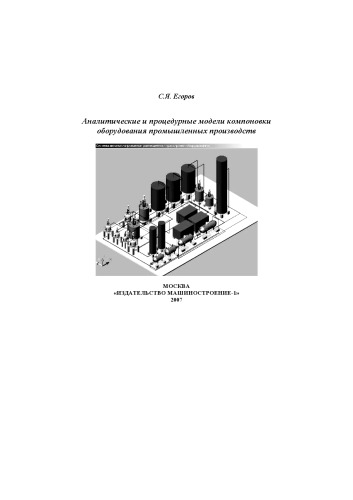 С.Я. Егоров
Аналитические и процедурные модели компоновки
оборудования промышленных производств
МОСКВА
«ИЗДАТЕЛЬСТВО МАШИНОСТРОЕНИЕ-1»
2007